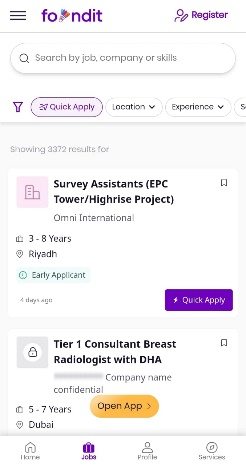 foundit
Register
Search by job, company or skills
Quick Apply
Location
Experience
Showing 3372 results for
Survey Assistants (EPC
Tower/Highrise Project)
Omni International
3 - 8 Years
Riyadh
Early Applicant
4 days ago
Quick Apply
Tier 1 Consultant Breast
Radiologist with DHA
Company name
confidential
Open App
5 - 7 Years
Dubai
Home
Jobs
Profile
Services